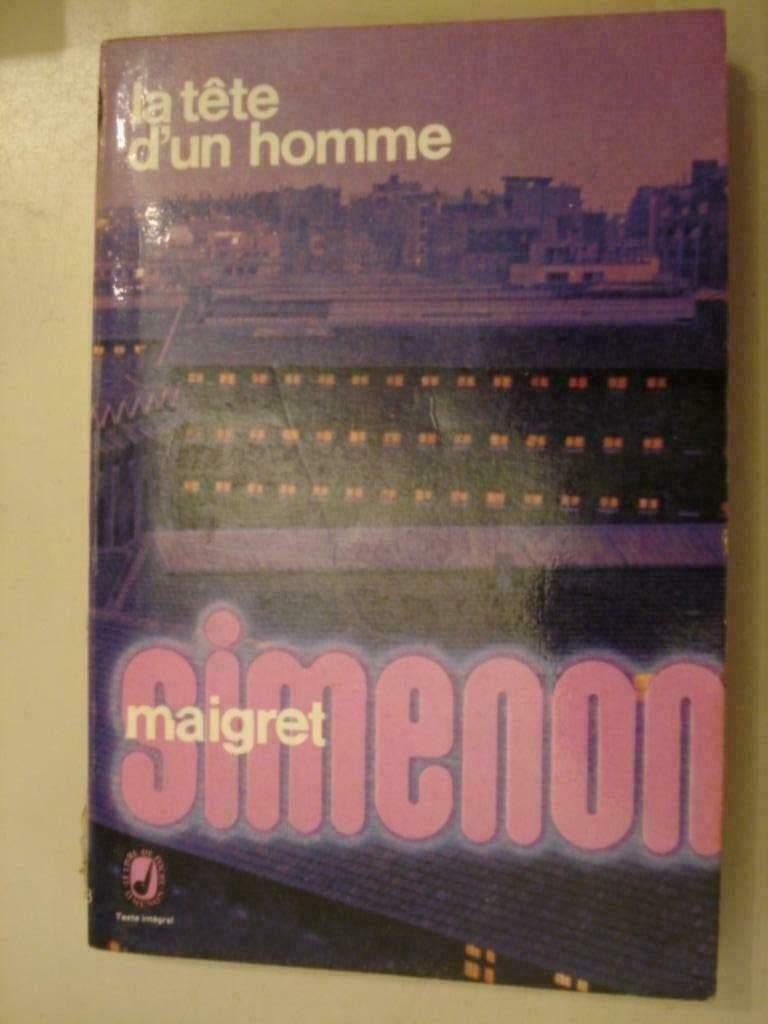 la tête
d'un homme
simenon
maigret
Texte intégral